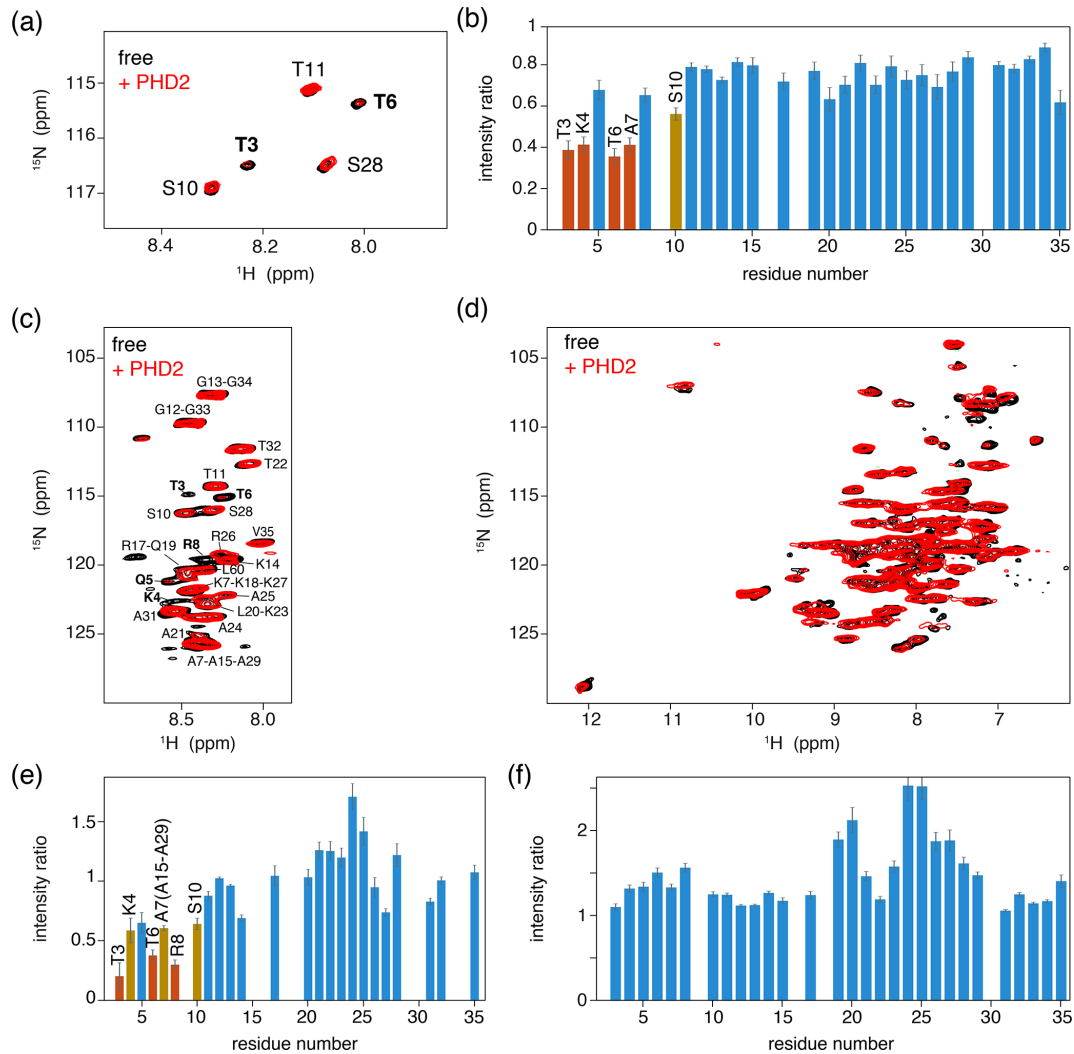 (a)
free
+ PHD2
T11
T6
T3
S28
S10
115
116
117
¹⁵N (ppm)
8.4
8.2
8.0
¹H (ppm)
(b)
1
0.8
0.6
0.4
0.2
0
intensity ratio
T3
K4
T6
A7
S10
5
10
15
20
25
30
35
residue number
(c)
free
+ PHD2
105
110
115
120
125
¹⁵N (ppm)
G13-G34
G12-G33
T32
T22
T11
T3
T6
S10
S28
V35
R26
R8
R17-Q19
K14
L60
Q5
K7-K18-K27
K4
A25
L20-K23
A31
A24
A21
A7-A15-A29
8.5
8.0
¹H (ppm)
(d)
free
+ PHD2
105
110
115
120
125
¹⁵N (ppm)
12
11
10
9
8
7
¹H (ppm)
(e)
1.5
1
0.5
0
intensity ratio
T3
K4
T6
A7(A15-A29)
R8
S10
5
10
15
20
25
30
35
residue number
(f)
2
1
0
intensity ratio
5
10
15
20
25
30
35
residue number